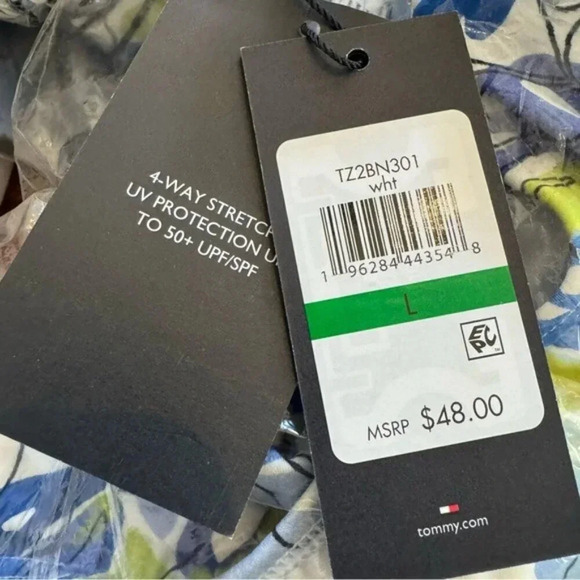 4-WAY STRETCH
UV PROTECTION U
TO 50+ UPF/SPF
TZ2BN301
wht
1 96284 44354 8
L
EPC
MSRP $48.00
tommy.com